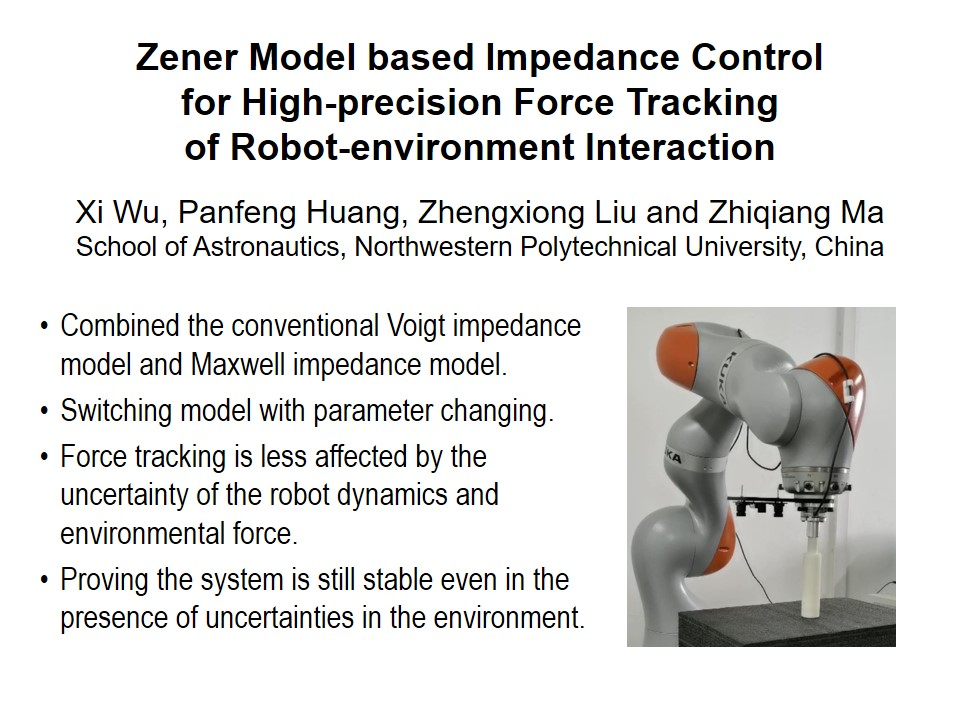 Zener Model based Impedance Control
for High-precision Force Tracking
of Robot-environment Interaction
Xi Wu, Panfeng Huang, Zhengxiong Liu and Zhiqiang Ma
School of Astronautics, Northwestern Polytechnical University, China
• Combined the conventional Voigt impedance
model and Maxwell impedance model.
• Switching model with parameter changing.
• Force tracking is less affected by the
uncertainty of the robot dynamics and
environmental force.
• Proving the system is still stable even in the
presence of uncertainties in the environment.
KUKA
KA